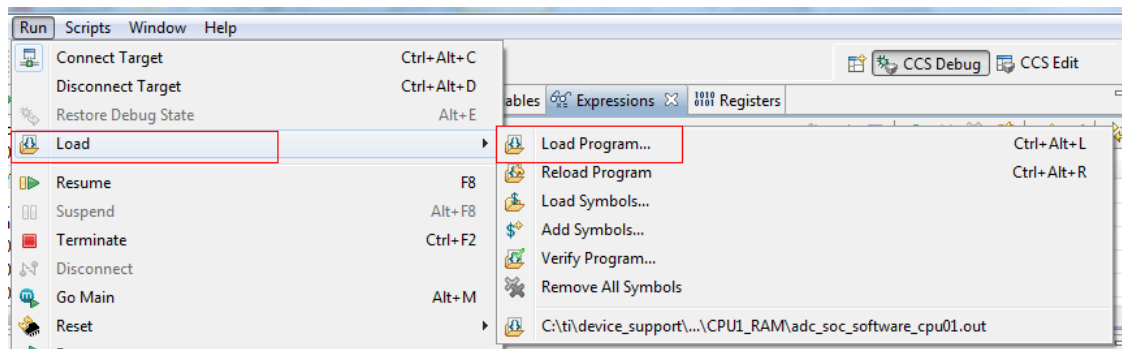 Run Scripts Window Help
Connect Target Ctrl+Alt+C
Disconnect Target Ctrl+Alt+D
Restore Debug State Alt+E
Load
Resume F8
Suspend Alt+F8
Terminate Ctrl+F2
Disconnect
Go Main Alt+M
Reset
CCS Debug CCS Edit
ables Expressions 1010 0101 Registers
Load Program... Ctrl+Alt+L
Reload Program Ctrl+Alt+R
Load Symbols...
Add Symbols...
Verify Program...
Remove All Symbols
C:\ti\device_support\...\CPU1_RAM\adc_soc_software_cpu01.out